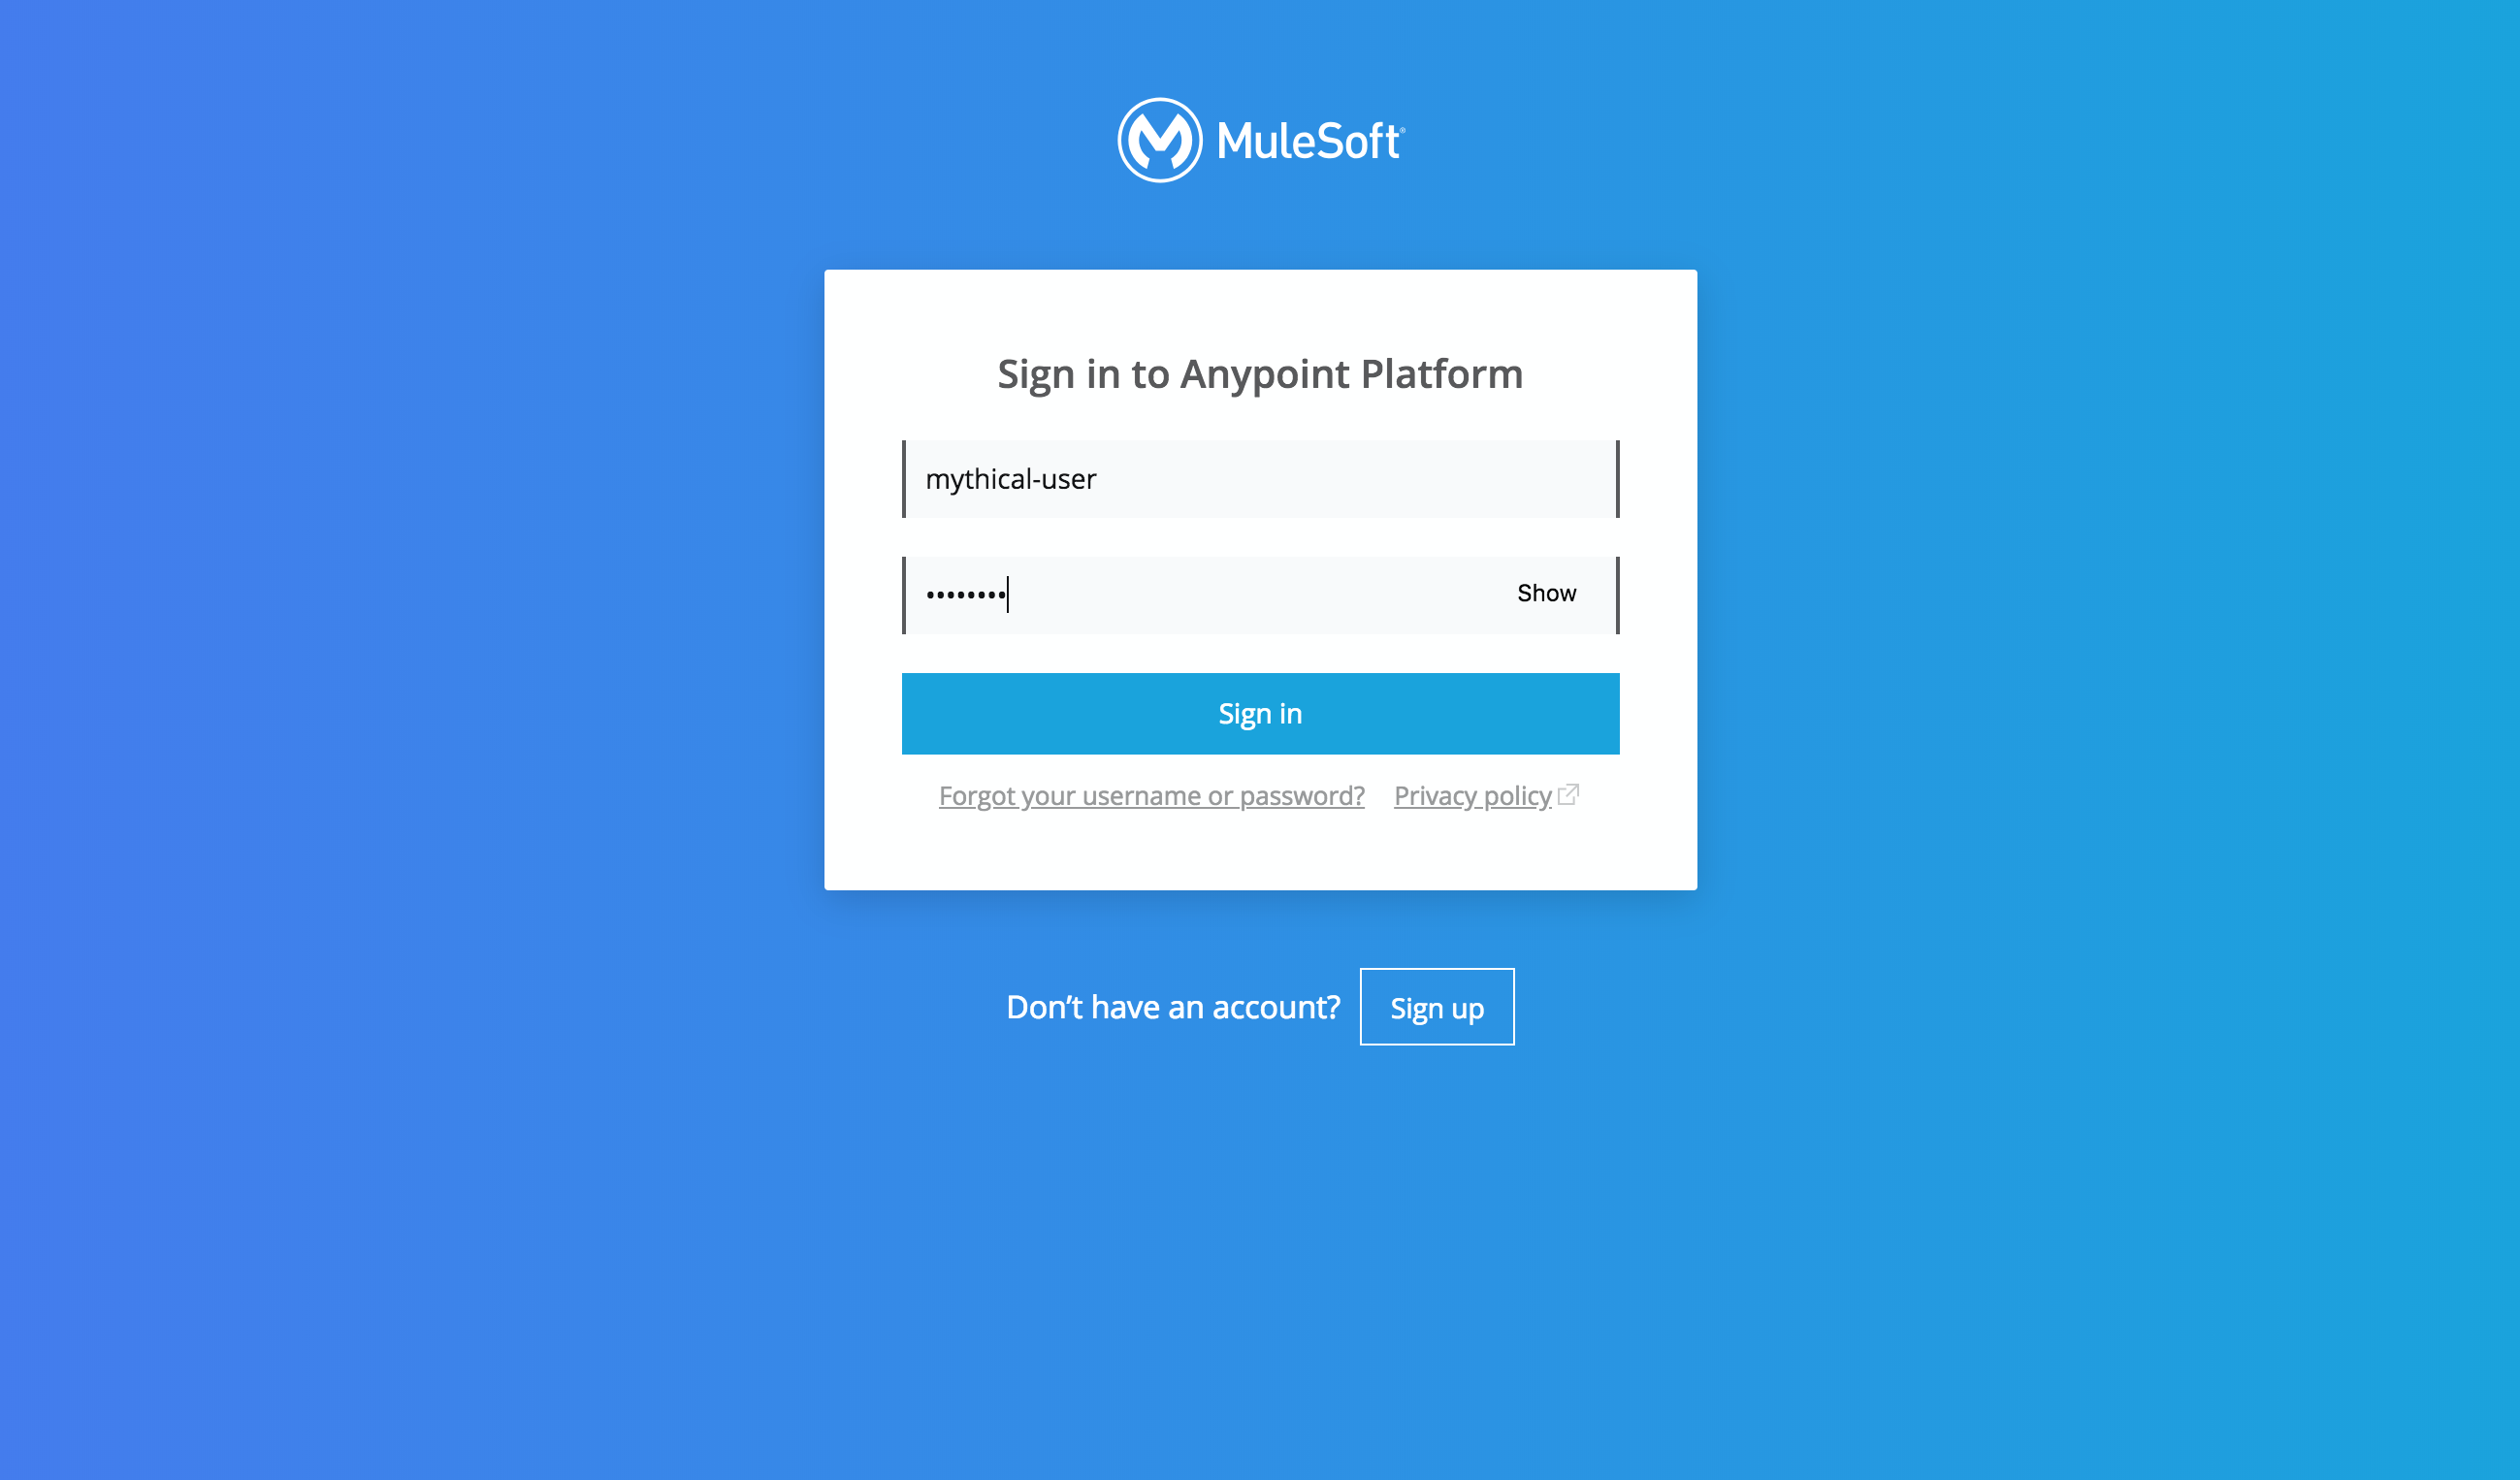 MuleSoft®
Sign in to Anypoint Platform
mythical-user
••••••••
Show
Sign in
Forgot your username or password? Privacy policy
Don’t have an account? Sign up